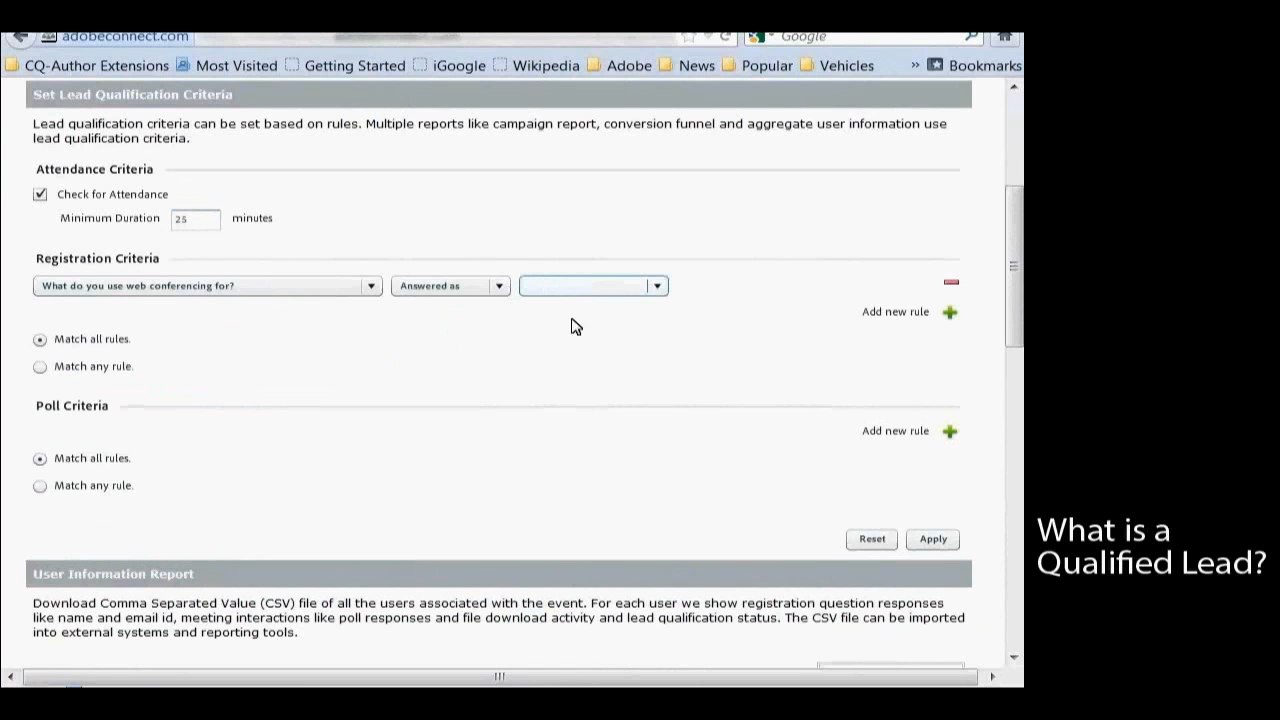 adobeconnect.com
Google
CQ-Author Extensions Most Visited Getting Started iGoogle Wikipedia Adobe News Popular Vehicles » Bookmarks
Set Lead Qualification Criteria
Lead qualification criteria can be set based on rules. Multiple reports like campaign report, conversion funnel and aggregate user information use
lead qualification criteria.
Attendance Criteria
Check for Attendance
Minimum Duration 25 minutes
Registration Criteria
What do you use web conferencing for? Answered as
Add new rule
Match all rules.
Match any rule.
Poll Criteria
Add new rule
Match all rules.
Match any rule.
Reset Apply
What is a
Qualified Lead?
User Information Report
Download Comma Separated Value (CSV) file of all the users associated with the event. For each user we show registration question responses
like name and email id, meeting interactions like poll responses and file download activity and lead qualification status. The CSV file can be imported
into external systems and reporting tools.